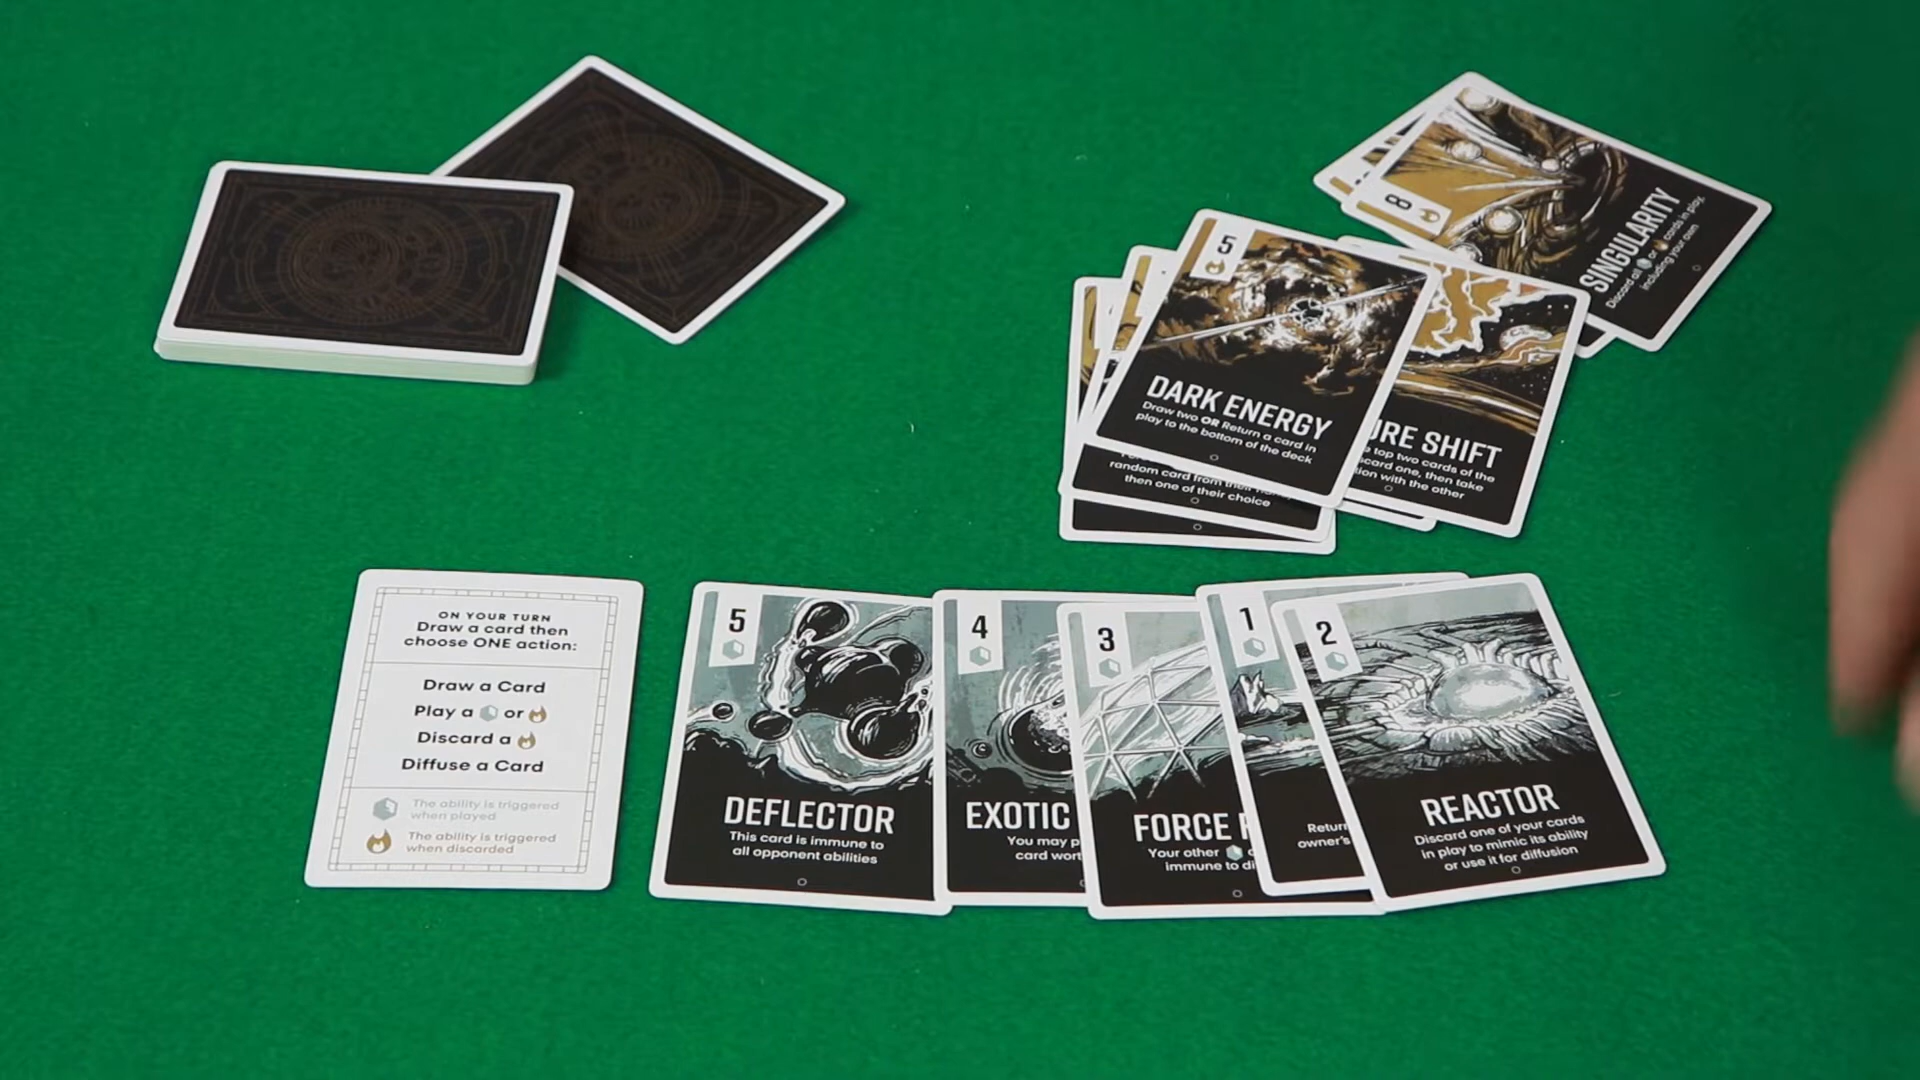 8
SINGULARITY
Discard all or cards in play,
including your own
5
DARK ENERGY
Draw two OR Return a card in
play to the bottom of the deck
URE SHIFT
top two cards of the
card one, then take
tion with the other
random card from their
then one of their choice
ON YOUR TURN
Draw a card then
choose ONE action:
Draw a Card
Play a or
Discard a
Diffuse a Card
The ability is triggered
when played
The ability is triggered
when discarded
5
DEFLECTOR
This card is immune to
all opponent abilities
4
EXOTIC
You may p
card wort
3
FORCE
Your other
immune to di
1
Return
owner's
2
REACTOR
Discard one of your cards
in play to mimic its ability
or use it for diffusion